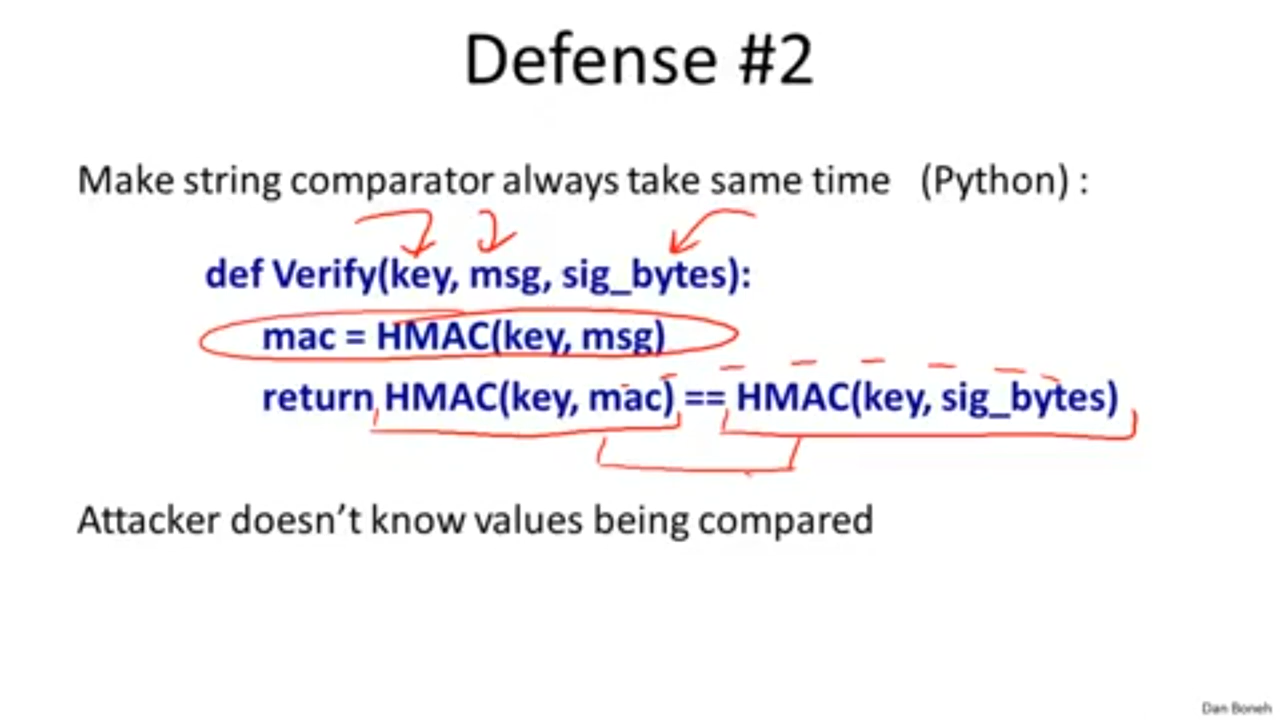 Defense #2
Make string comparator always take same time (Python) :
def Verify(key, msg, sig_bytes):
mac = HMAC(key, msg)
return HMAC(key, mac) == HMAC(key, sig_bytes)
Attacker doesn’t know values being compared
Dan Boneh